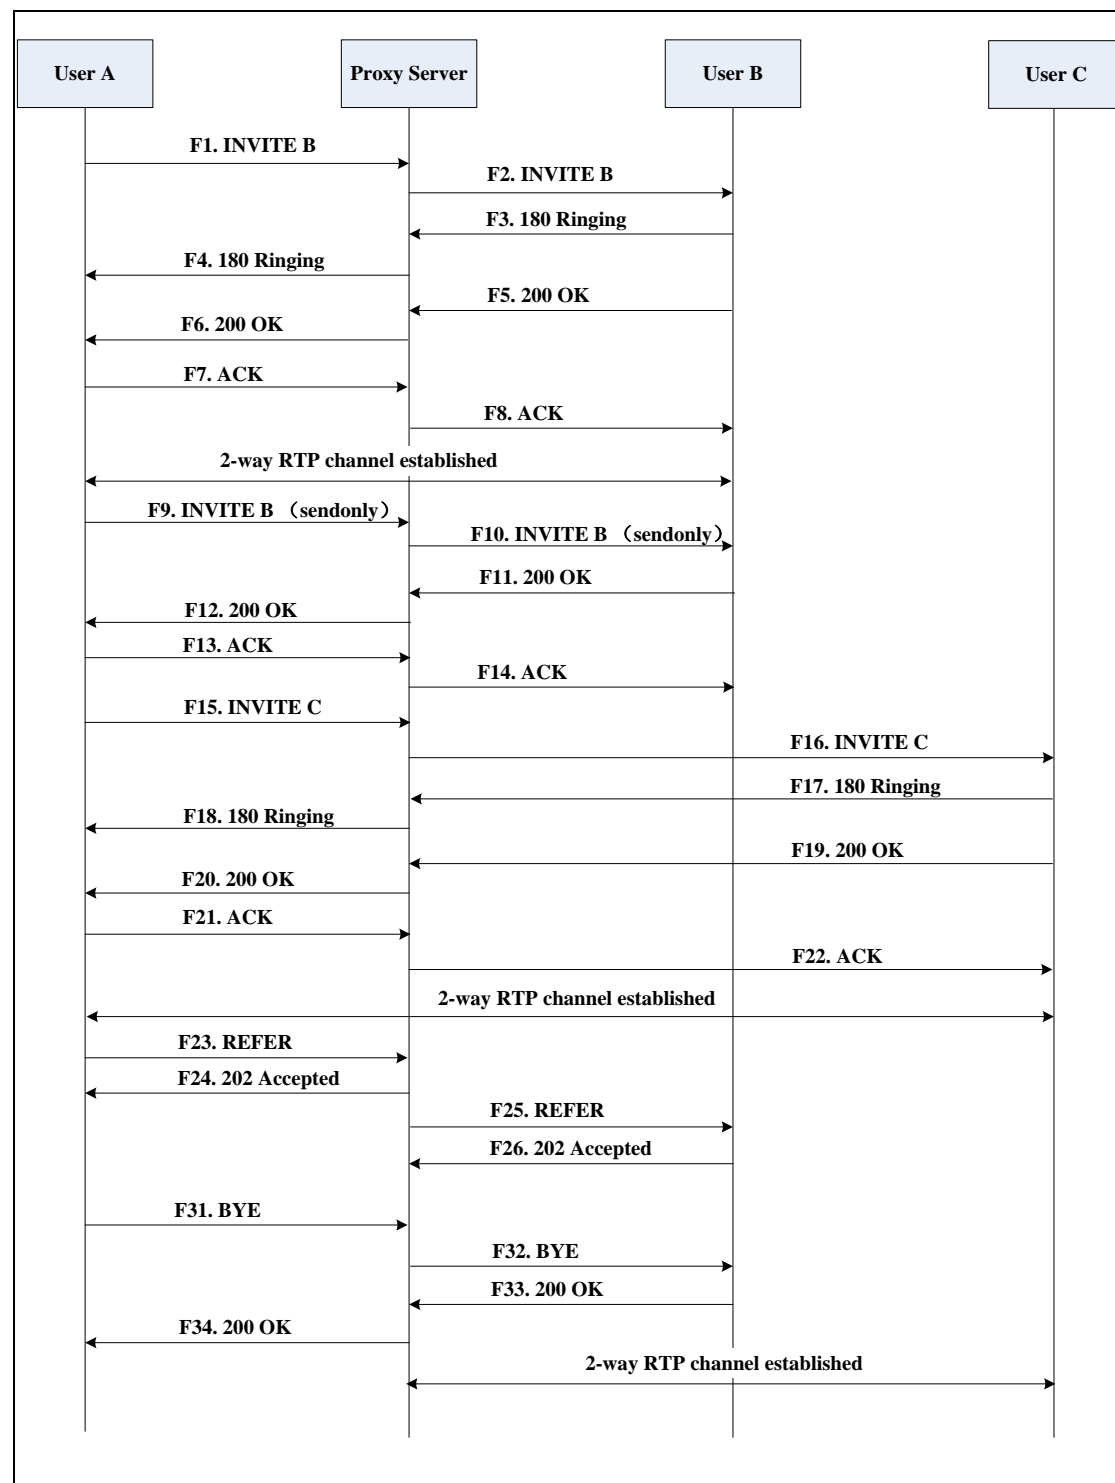 User A
Proxy Server
User B
User C
F1. INVITE B
F2. INVITE B
F3. 180 Ringing
F4. 180 Ringing
F5. 200 OK
F6. 200 OK
F7. ACK
F8. ACK
2-way RTP channel established
F9. INVITE B （sendonly）
F10. INVITE B （sendonly）
F11. 200 OK
F12. 200 OK
F13. ACK
F14. ACK
F15. INVITE C
F16. INVITE C
F17. 180 Ringing
F18. 180 Ringing
F19. 200 OK
F20. 200 OK
F21. ACK
F22. ACK
2-way RTP channel established
F23. REFER
F24. 202 Accepted
F25. REFER
F26. 202 Accepted
F31. BYE
F32. BYE
F33. 200 OK
F34. 200 OK
2-way RTP channel established